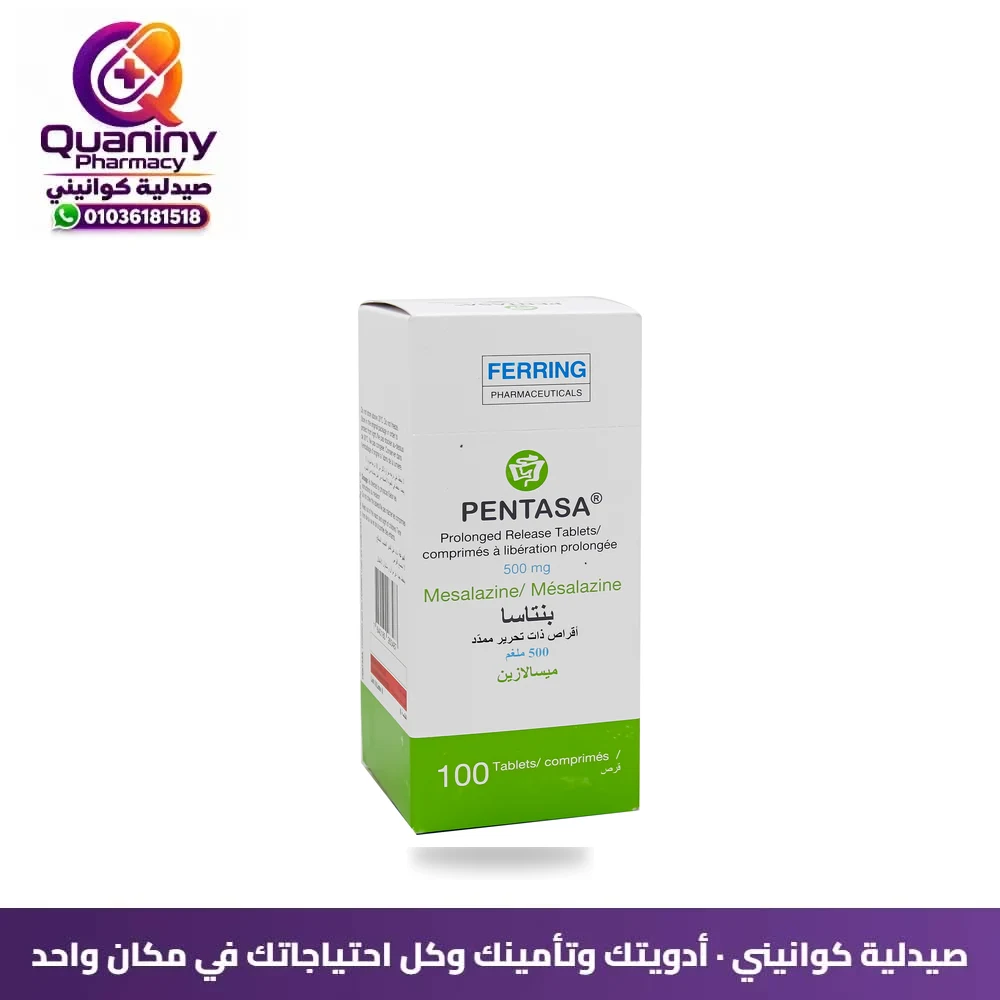 Quaniny
Pharmacy
صيدلية كوانيني
01036181518
PENTASA
FERRING
PHARMACEUTICALS
PENTASA®
Prolonged Release Tablets/
comprimés à libération prolongée
500 mg
Mesalazine/ Mésalazine
بنتاسا
أقراص ذات تحرير ممدّد
500 ملغم
ميسالازين
100 Tablets/ comprimés /
قرص
صيدلية كوانيني · أدويتك وتأمينك وكل احتياجاتك في مكان واحد